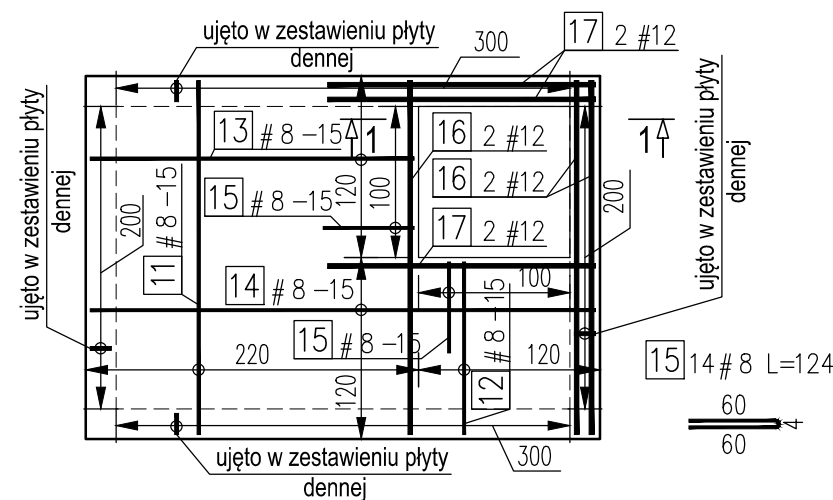 ujęto w zestawieniu płyty
dennej
300
17 2 #12
ujęto w zestawieniu płyty
dennej
13 # 8 -15
1
16 2 #12
1
ujęto w zestawieniu płyty
dennej
200
11 # 8 -15
15 # 8 -15
120
100
16 2 #12
17 2 #12
200
14 # 8 -15
100
15 # 8 -15
12 # 8 -15
220
120
120
15 14 # 8 L=124
60
4
60
ujęto w zestawieniu płyty
dennej
300